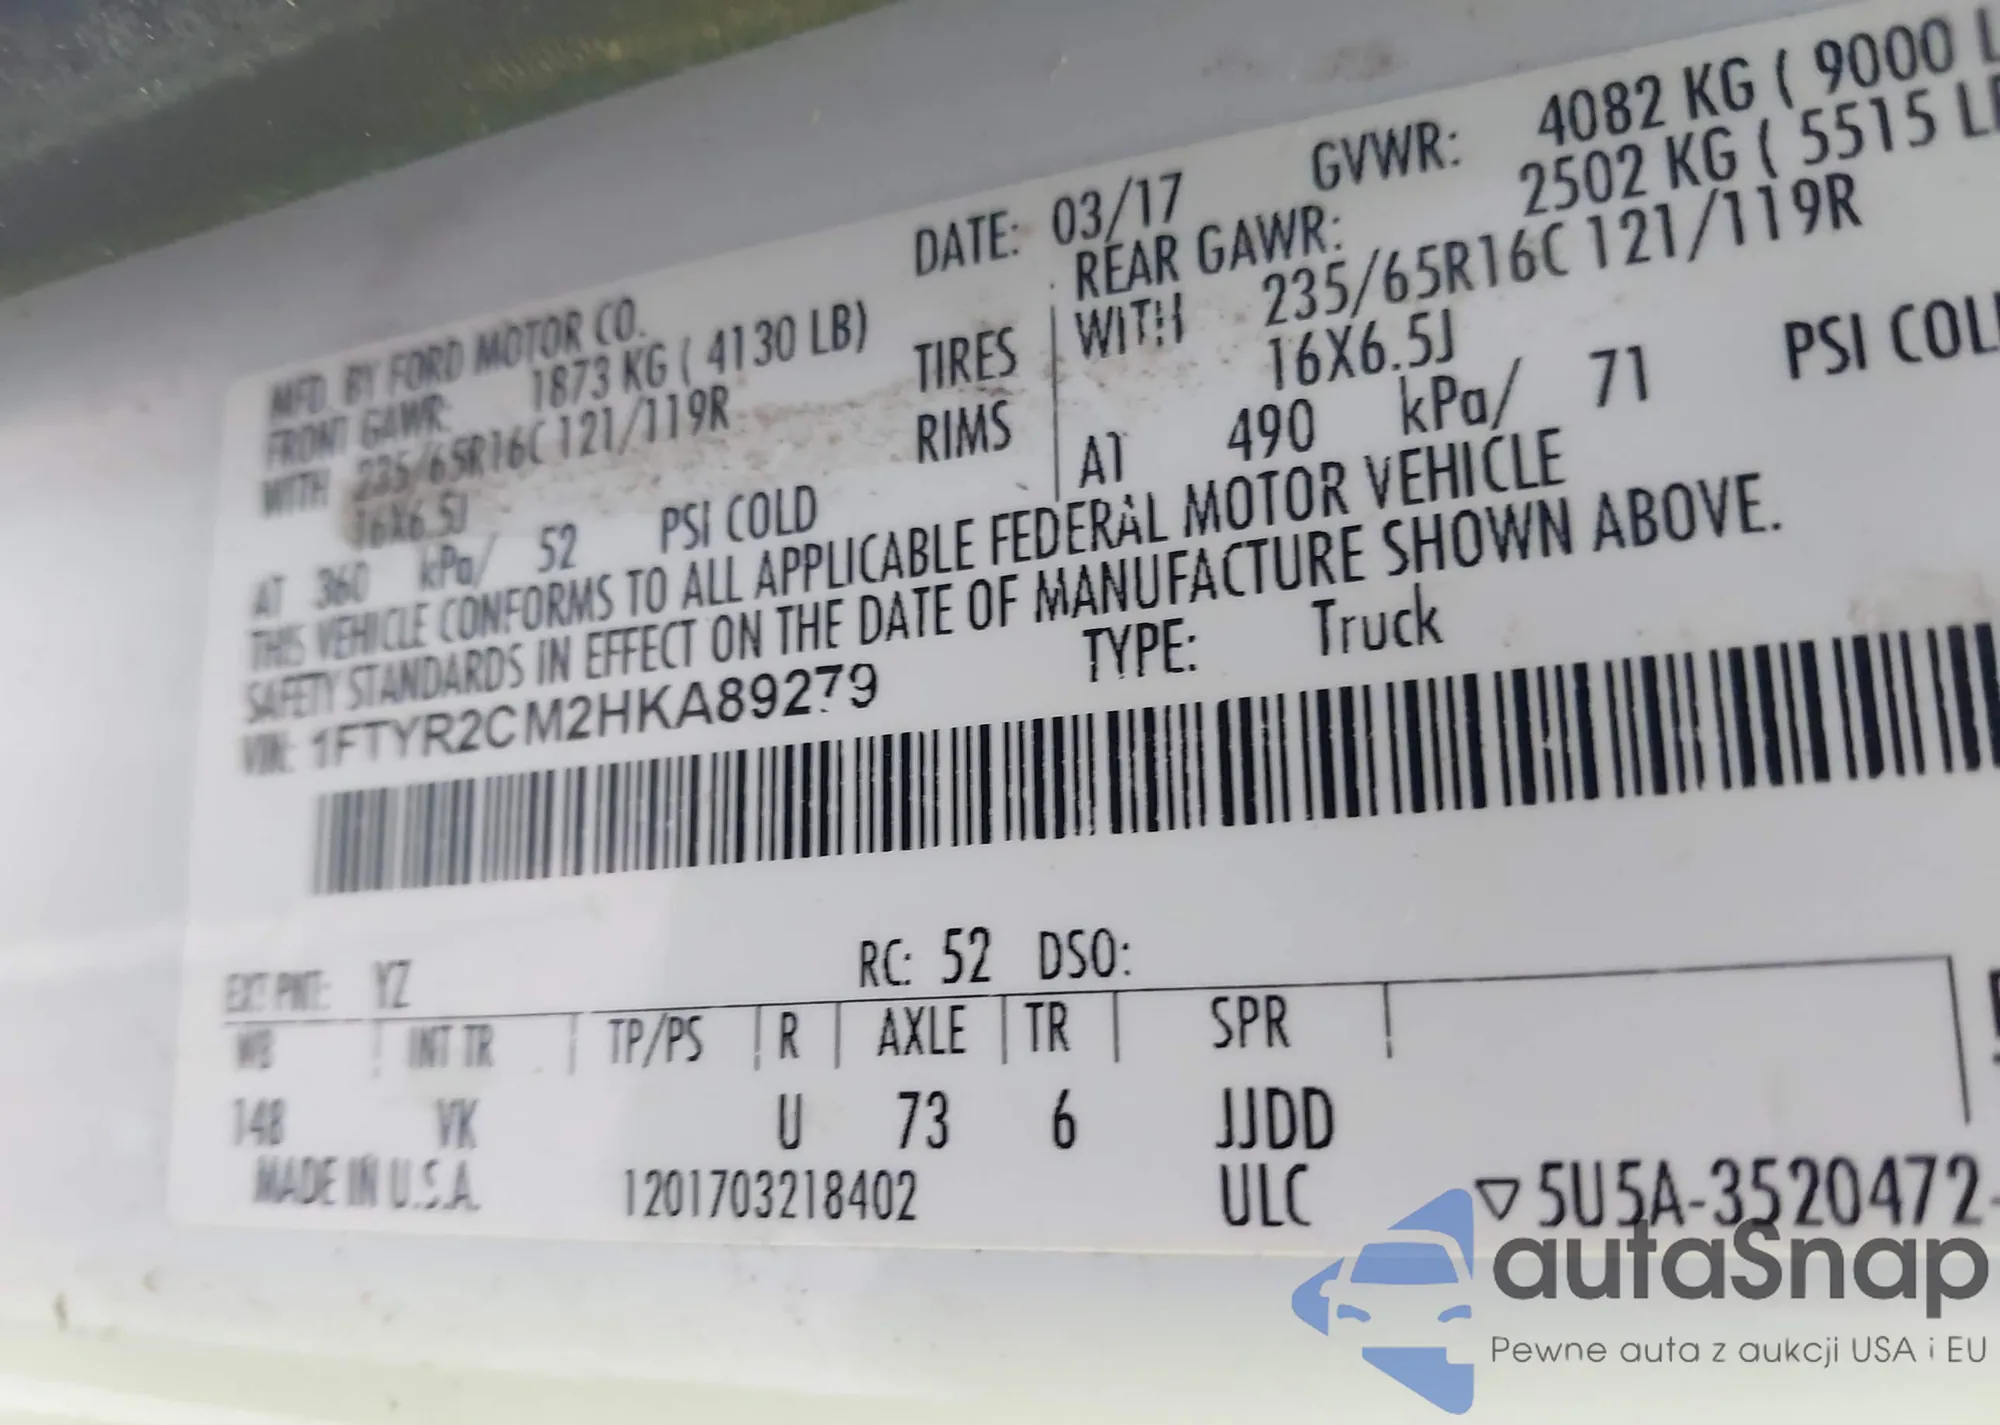 MFD. BY FORD MOTOR CO. DATE: 03/17 GVWR: 4082 KG ( 9000 L
FRONT GAWR: 1873 KG ( 4130 LB) REAR GAWR: 2502 KG ( 5515 LB
WITH 235/65R16C 121/119R TIRES WITH 235/65R16C 121/119R
16X6.5J RIMS 16X6.5J
AT 360 kPa/ 52 PSI COLD AT 490 kPa/ 71 PSI COLD
THIS VEHICLE CONFORMS TO ALL APPLICABLE FEDERAL MOTOR VEHICLE
SAFETY STANDARDS IN EFFECT ON THE DATE OF MANUFACTURE SHOWN ABOVE.
VIN: 1FTYR2CM2HKA89279 TYPE: Truck
EXT PNT: YZ RC: 52 DSO:
WB INT TR TP/PS R AXLE TR SPR
148 VK U 73 6 JJDD
MADE IN U.S.A. 1201703218402 ULC ▽5U5A-3520472-
autaSnap
Pewne auta z aukcji USA i EU